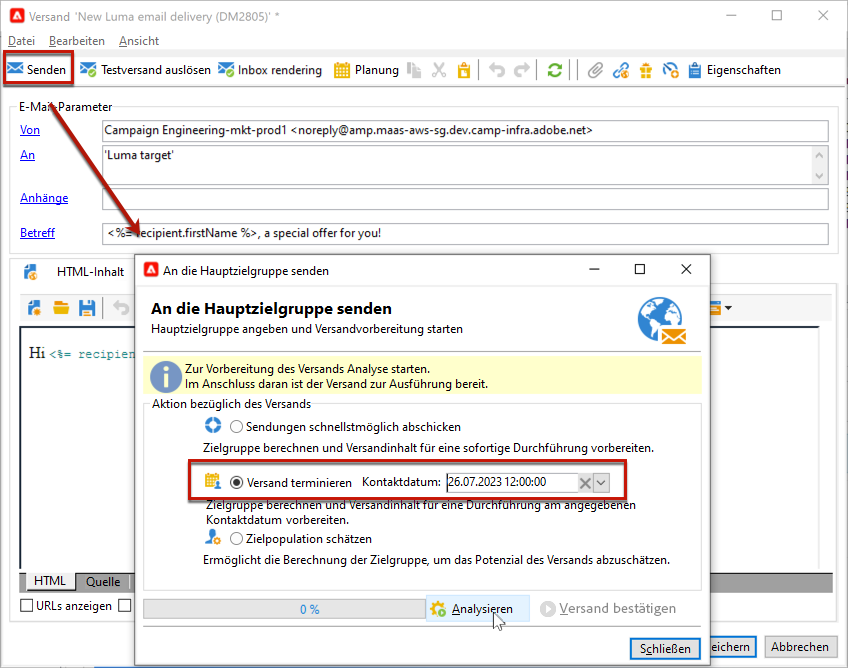 Versand 'New Luma email delivery (DM2805)' *
Datei Bearbeiten Ansicht
Senden Testversand auslösen Inbox rendering Planung Eigenschaften
E-Mail-Parameter
Von Campaign Engineering-mkt-prod1 <noreply@amp.maas-aws-sg.dev.camp-infra.adobe.net>
An 'Luma target'
Anhänge
Betreff <%= recipient.firstName %>, a special offer for you!
HTML-Inhalt
Hi <%= recipien
An die Hauptzielgruppe senden
An die Hauptzielgruppe senden
Hauptzielgruppe angeben und Versandvorbereitung starten
Zur Vorbereitung des Versands Analyse starten.
Im Anschluss daran ist der Versand zur Ausführung bereit.
Aktion bezüglich des Versands
Sendungen schnellstmöglich abschicken
Zielgruppe berechnen und Versandinhalt für eine sofortige Durchführung vorbereiten.
Versand terminieren Kontaktdatum: 26.07.2023 12:00:00
Zielgruppe berechnen und Versandinhalt für eine Durchführung am angegebenen
Kontaktdatum vorbereiten.
Zielpopulation schätzen
Ermöglicht die Berechnung der Zielgruppe, um das Potenzial des Versands abzuschätzen.
0 % Analysieren Versand bestätigen
Schließen
HTML Quelle
URLs anzeigen
eichern Abbrechen